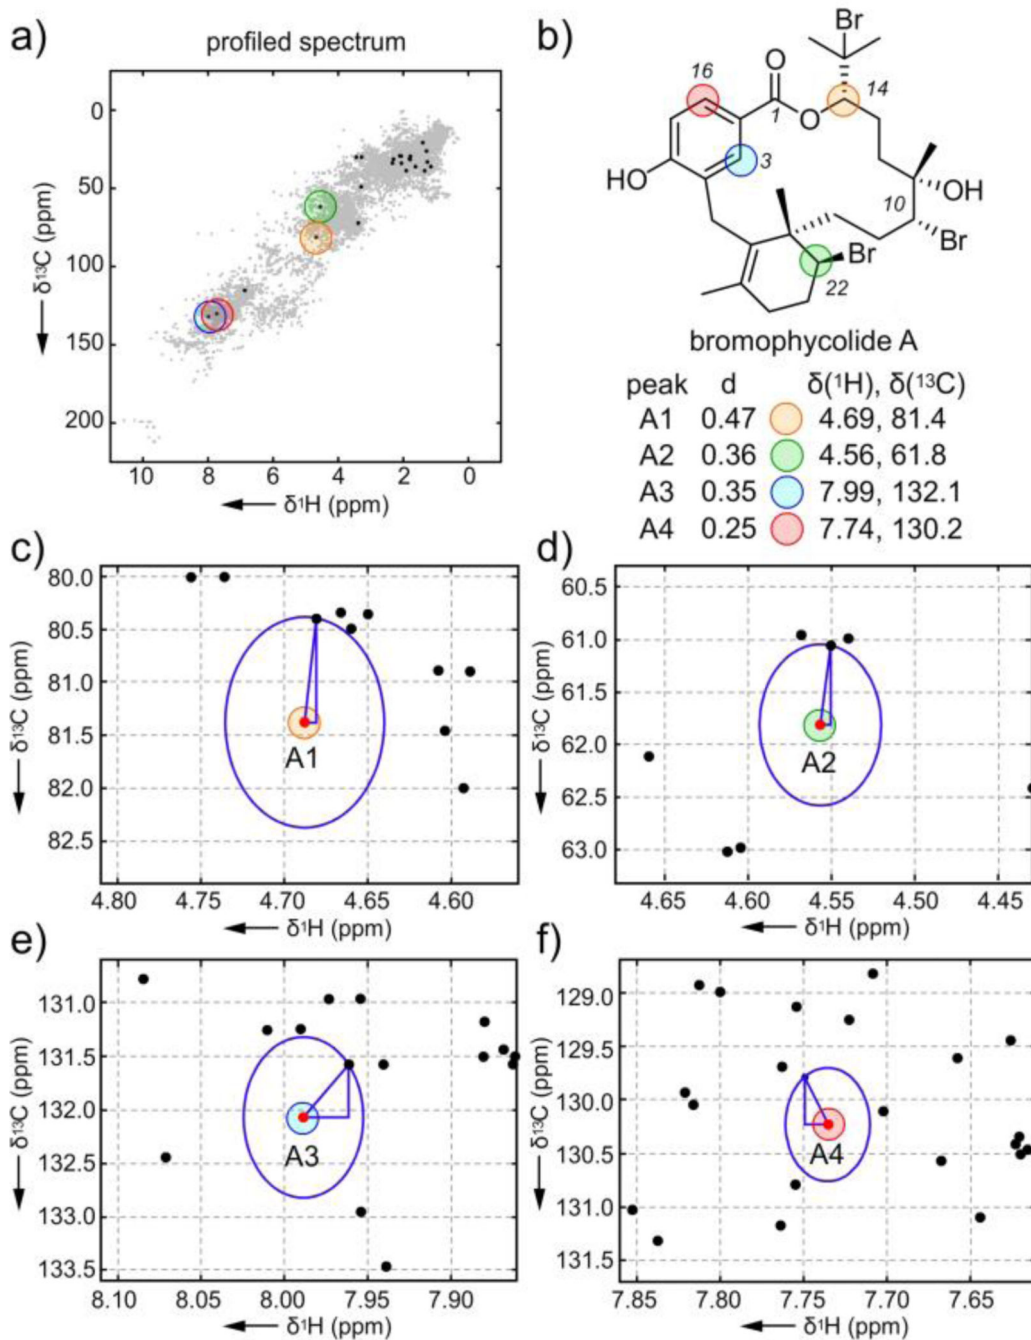 a)
profiled spectrum
0
50
100
150
200
δ¹³C (ppm)
10 8 6 4 2 0
δ¹H (ppm)
b)
Br
16
O
14
1
O
3
HO
10
OH
Br
Br
22
bromophycolide A
peak d δ(¹H), δ(¹³C)
A1 0.47 4.69, 81.4
A2 0.36 4.56, 61.8
A3 0.35 7.99, 132.1
A4 0.25 7.74, 130.2
c)
80.0
80.5
81.0
81.5
82.0
82.5
δ¹³C (ppm)
A1
4.80 4.75 4.70 4.65 4.60
δ¹H (ppm)
d)
60.5
61.0
61.5
62.0
62.5
63.0
δ¹³C (ppm)
A2
4.65 4.60 4.55 4.50 4.45
δ¹H (ppm)
e)
131.0
131.5
132.0
132.5
133.0
133.5
δ¹³C (ppm)
A3
8.10 8.05 8.00 7.95 7.90
δ¹H (ppm)
f)
129.0
129.5
130.0
130.5
131.0
131.5
δ¹³C (ppm)
A4
7.85 7.80 7.75 7.70 7.65
δ¹H (ppm)